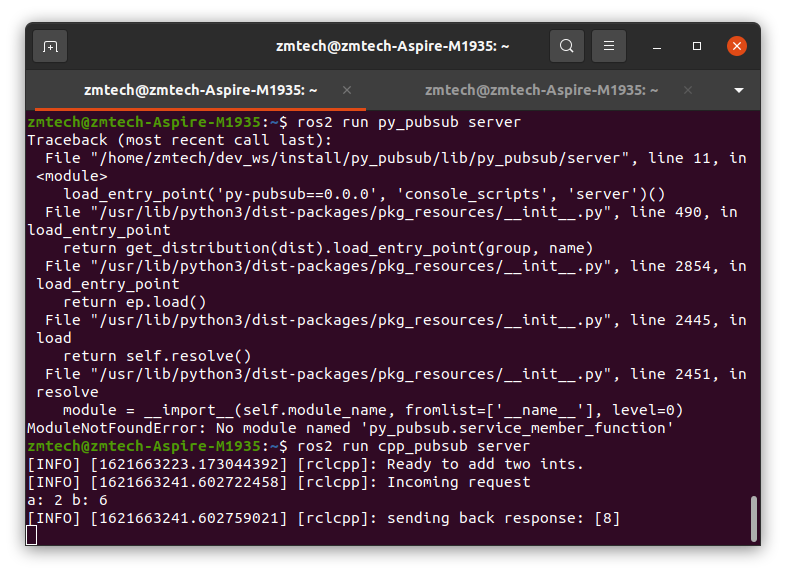 zmtech@zmtech-Aspire-M1935: ~
zmtech@zmtech-Aspire-M1935: ~
zmtech@zmtech-Aspire-M1935: ~
zmtech@zmtech-Aspire-M1935:~$ ros2 run py_pubsub server
Traceback (most recent call last):
  File "/home/zmtech/dev_ws/install/py_pubsub/lib/py_pubsub/server", line 11, in
 <module>
    load_entry_point('py-pubsub==0.0.0', 'console_scripts', 'server')()
  File "/usr/lib/python3/dist-packages/pkg_resources/__init__.py", line 490, in
load_entry_point
    return get_distribution(dist).load_entry_point(group, name)
  File "/usr/lib/python3/dist-packages/pkg_resources/__init__.py", line 2854, in
 load_entry_point
    return ep.load()
  File "/usr/lib/python3/dist-packages/pkg_resources/__init__.py", line 2445, in
 load
    return self.resolve()
  File "/usr/lib/python3/dist-packages/pkg_resources/__init__.py", line 2451, in
 resolve
    module = __import__(self.module_name, fromlist=['__name__'], level=0)
ModuleNotFoundError: No module named 'py_pubsub.service_member_function'
zmtech@zmtech-Aspire-M1935:~$ ros2 run cpp_pubsub server
[INFO] [1621663223.173044392] [rclcpp]: Ready to add two ints.
[INFO] [1621663241.602722458] [rclcpp]: Incoming request
a: 2 b: 6
[INFO] [1621663241.602759021] [rclcpp]: sending back response: [8]